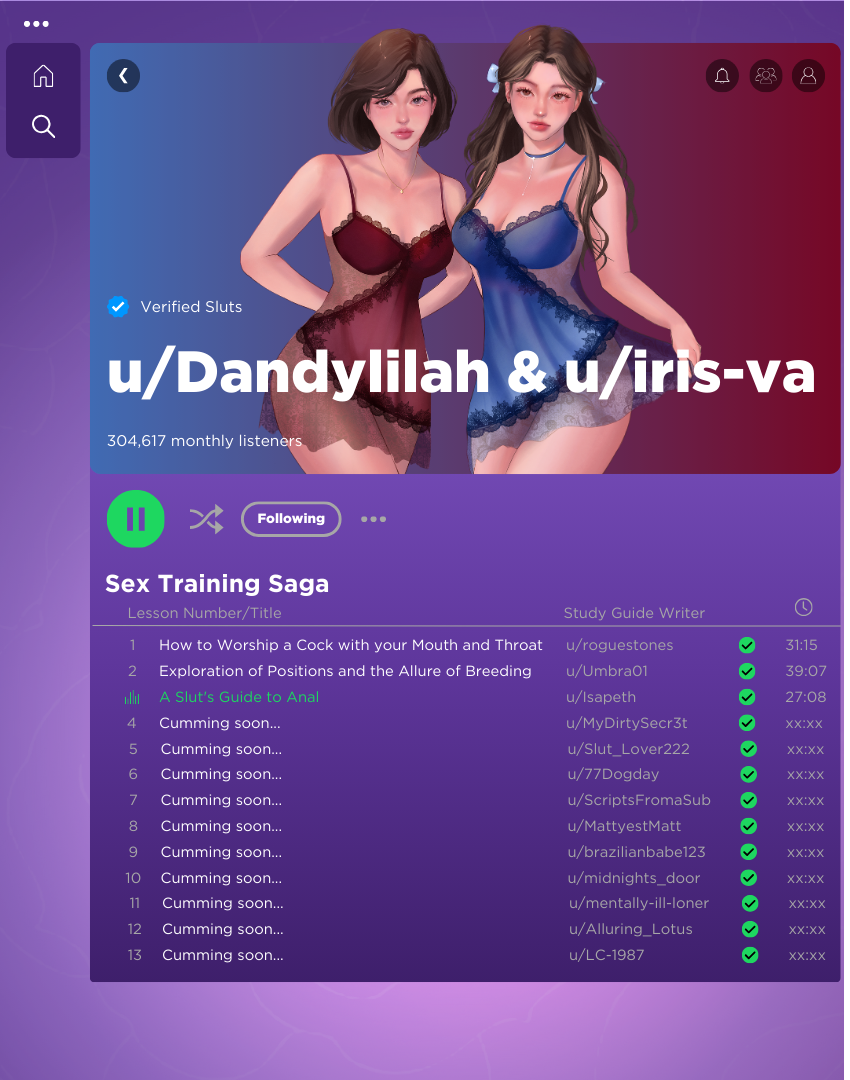 Verified Sluts
u/Dandylilah & u/iris-va
304,617 monthly listeners
Following
Sex Training Saga
Lesson Number/Title Study Guide Writer
1 How to Worship a Cock with your Mouth and Throat u/roguestones 31:15
2 Exploration of Positions and the Allure of Breeding u/Umbra01 39:07
A Slut's Guide to Anal u/Isapeth 27:08
4 Cumming soon... u/MyDirtySecr3t xx:xx
5 Cumming soon... u/Slut_Lover222 xx:xx
6 Cumming soon... u/77Dogday xx:xx
7 Cumming soon... u/ScriptsFromaSub xx:xx
8 Cumming soon... u/MattyestMatt xx:xx
9 Cumming soon... u/brazilianbabe123 xx:xx
10 Cumming soon... u/midnights_door xx:xx
11 Cumming soon... u/mentally-ill-loner xx:xx
12 Cumming soon... u/Alluring_Lotus xx:xx
13 Cumming soon... u/LC-1987 xx:xx